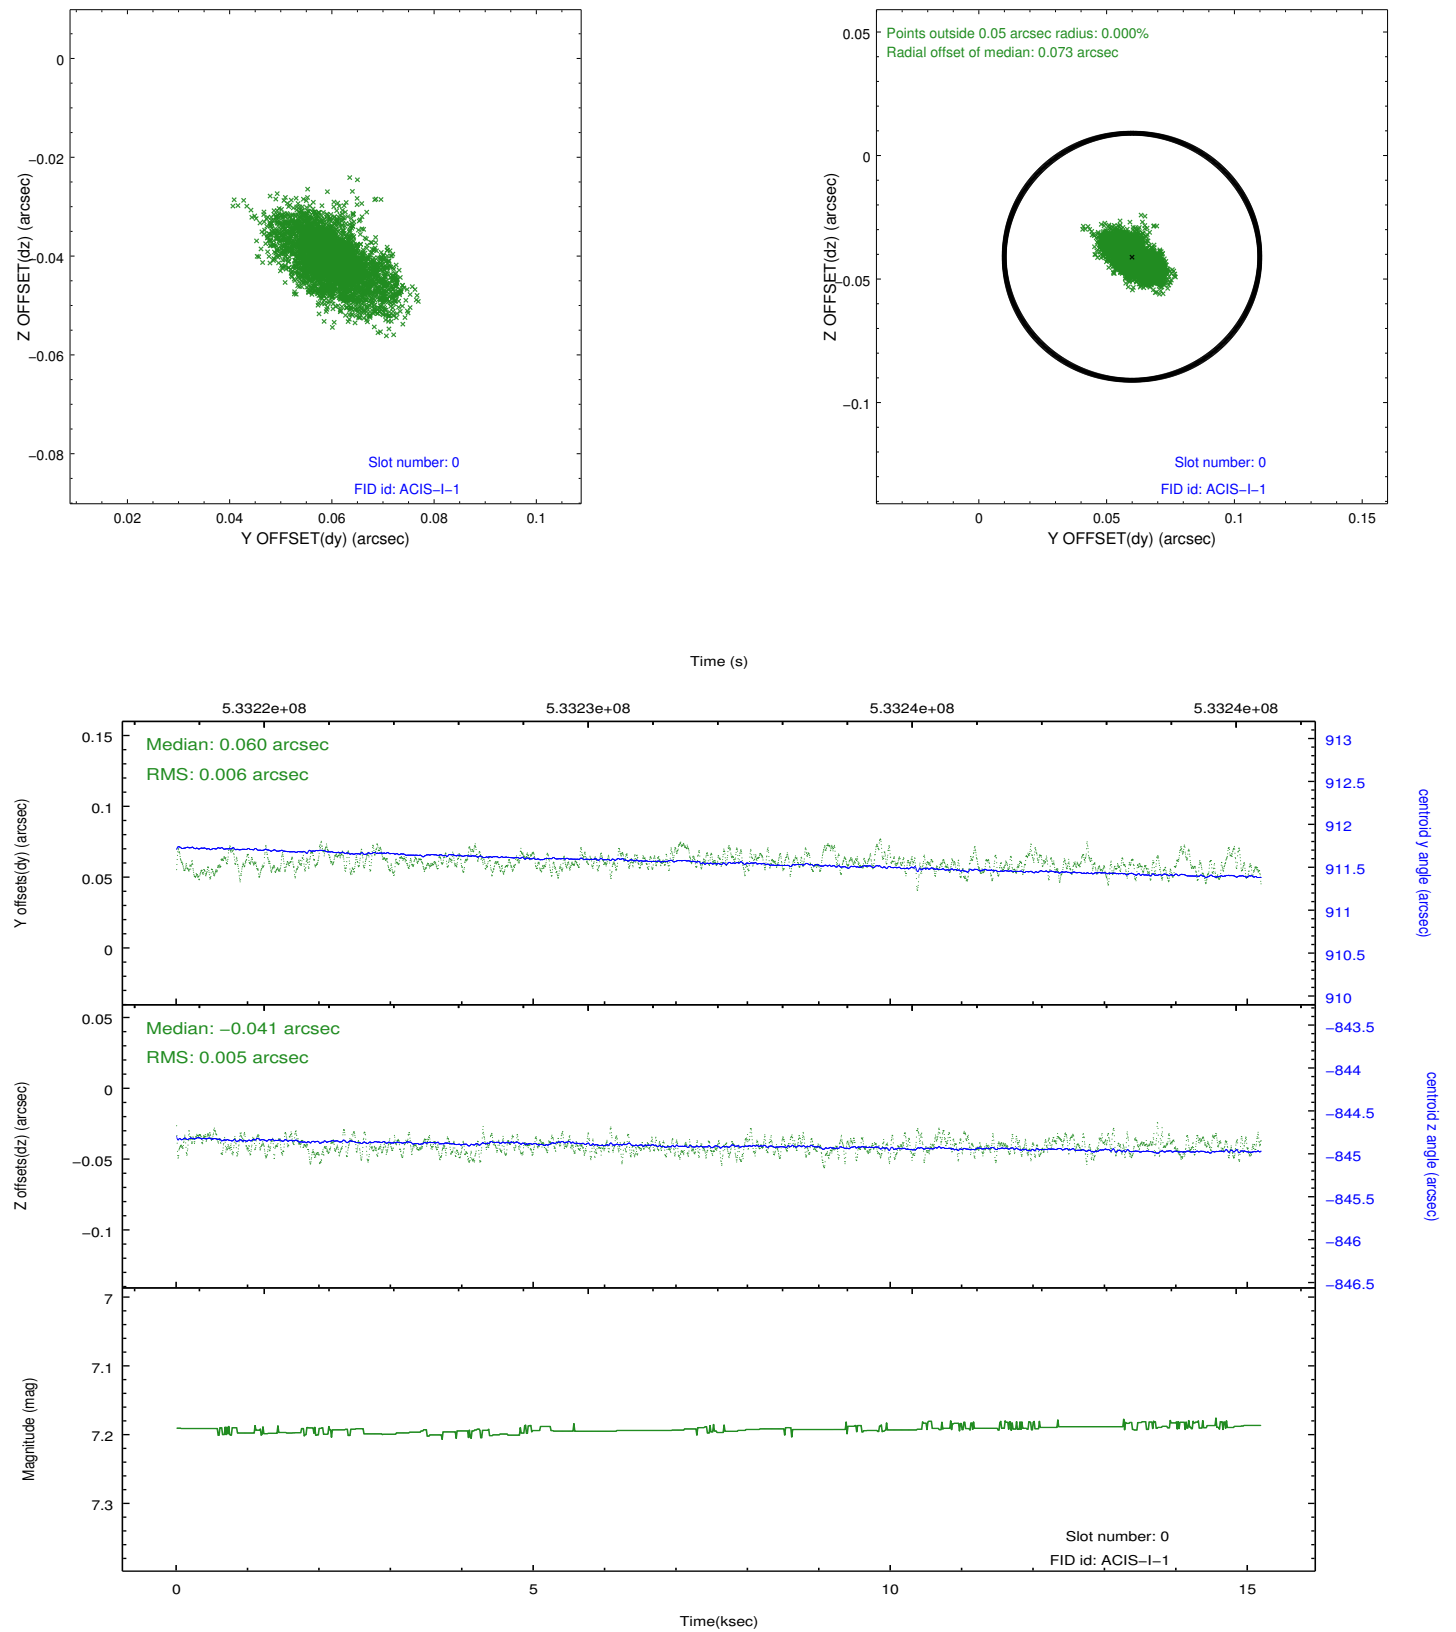 0
−0.02
−0.04
−0.06
−0.08
Z OFFSET(dz) (arcsec)
Slot number: 0
FID id: ACIS−I−1
0.02
0.04
0.06
0.08
0.1
Y OFFSET(dy) (arcsec)
Points outside 0.05 arcsec radius: 0.000%
Radial offset of median: 0.073 arcsec
0.05
0
−0.05
−0.1
Z OFFSET(dz) (arcsec)
Slot number: 0
FID id: ACIS−I−1
0
0.05
0.1
0.15
Y OFFSET(dy) (arcsec)
Time (s)
5.3322e+08
5.3323e+08
5.3324e+08
5.3324e+08
Median: 0.060 arcsec
RMS: 0.006 arcsec
0.15
0.1
0.05
0
Y offsets(dy) (arcsec)
913
912.5
912
911.5
911
910.5
910
centroid y angle (arcsec)
Median: −0.041 arcsec
RMS: 0.005 arcsec
0.05
0
−0.05
−0.1
Z offsets(dz) (arcsec)
−843.5
−844
−844.5
−845
−845.5
−846
−846.5
centroid z angle (arcsec)
7
7.1
7.2
7.3
Magnitude (mag)
Slot number: 0
FID id: ACIS−I−1
0
5
10
15
Time(ksec)